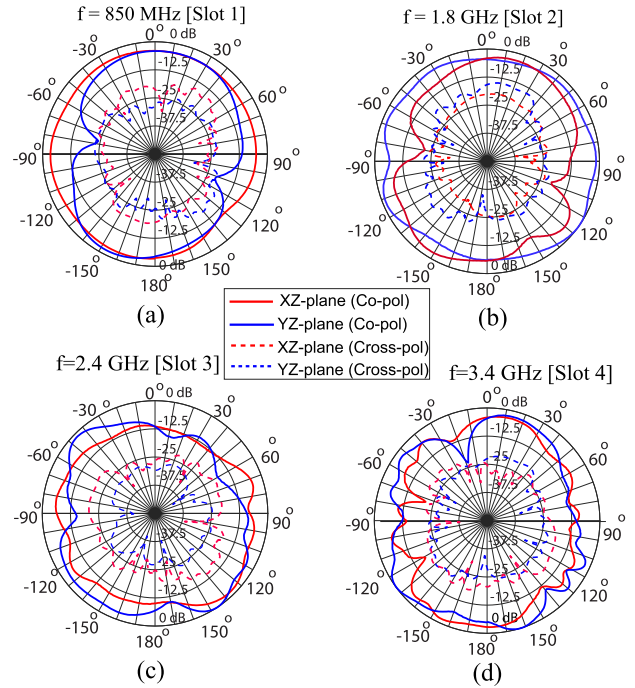 f = 850 MHz [Slot 1]
0° 0 dB
-30° 30°
-12.5
-60° 60°
-25
-37.5
-90° 90°
-37.5
-25
-120° 120°
-12.5
-150° 0 dB 150°
180°
(a)
f = 1.8 GHz [Slot 2]
0° 0 dB
-30° 30°
-12.5
-60° 60°
-25
-37.5
-90° 90°
-37.5
-25
-120° 120°
-12.5
-150° 0 dB 150°
180°
(b)
XZ-plane (Co-pol)
YZ-plane (Co-pol)
XZ-plane (Cross-pol)
YZ-plane (Cross-pol)
f=2.4 GHz [Slot 3]
0° 0 dB
-30° 30°
-12.5
-60° 60°
-25
-37.5
-90° 90°
-37.5
-25
-120° 120°
-12.5
-150° 0 dB 150°
180°
(c)
f=3.4 GHz [Slot 4]
0° 0 dB
-30° 30°
-12.5
-60° 60°
-25
-37.5
-90° 90°
-37.5
-25
-120° 120°
-12.5
-150° 0 dB 150°
180°
(d)